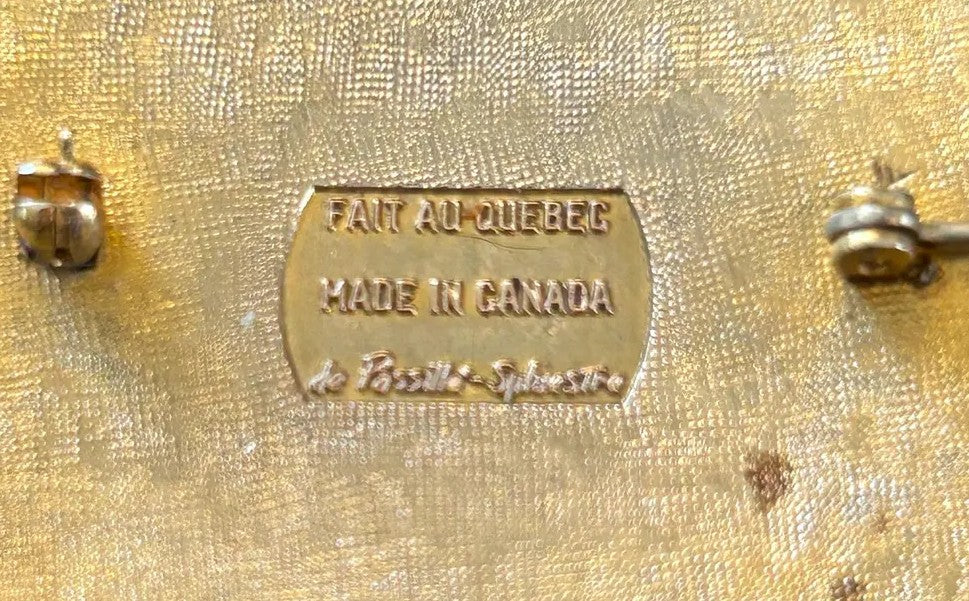 FAIT AU QUEBEC
MADE IN CANADA
de Passillé-Sylvestre